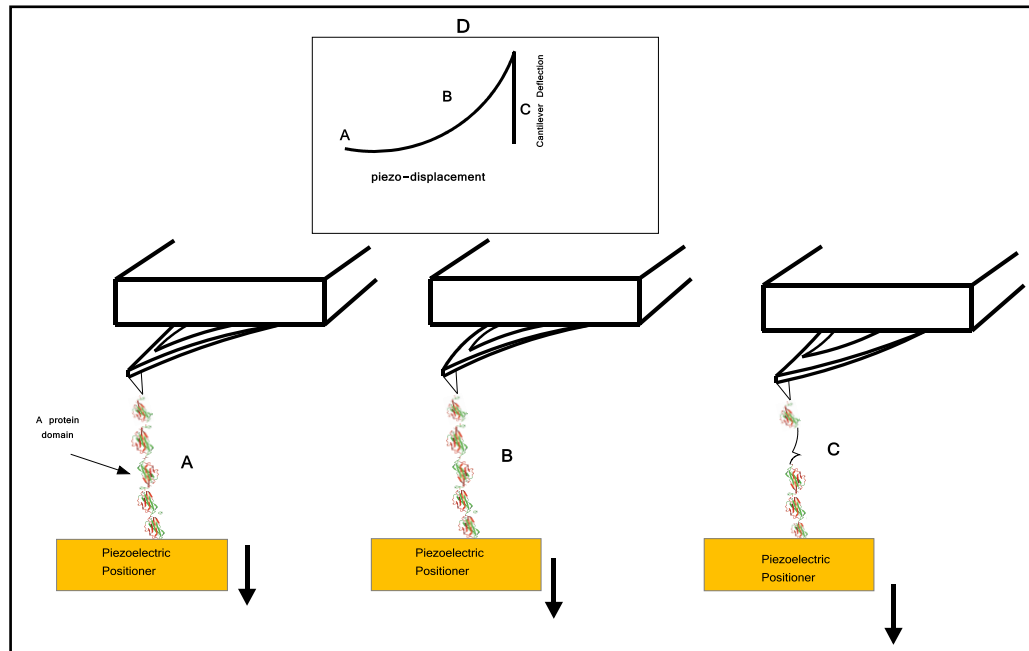 D
A
B
C
Cantilever Deflection
piezo-displacement
A protein
domain
A
B
C
Piezoelectric
Positioner
Piezoelectric
Positioner
Piezoelectric
Positioner